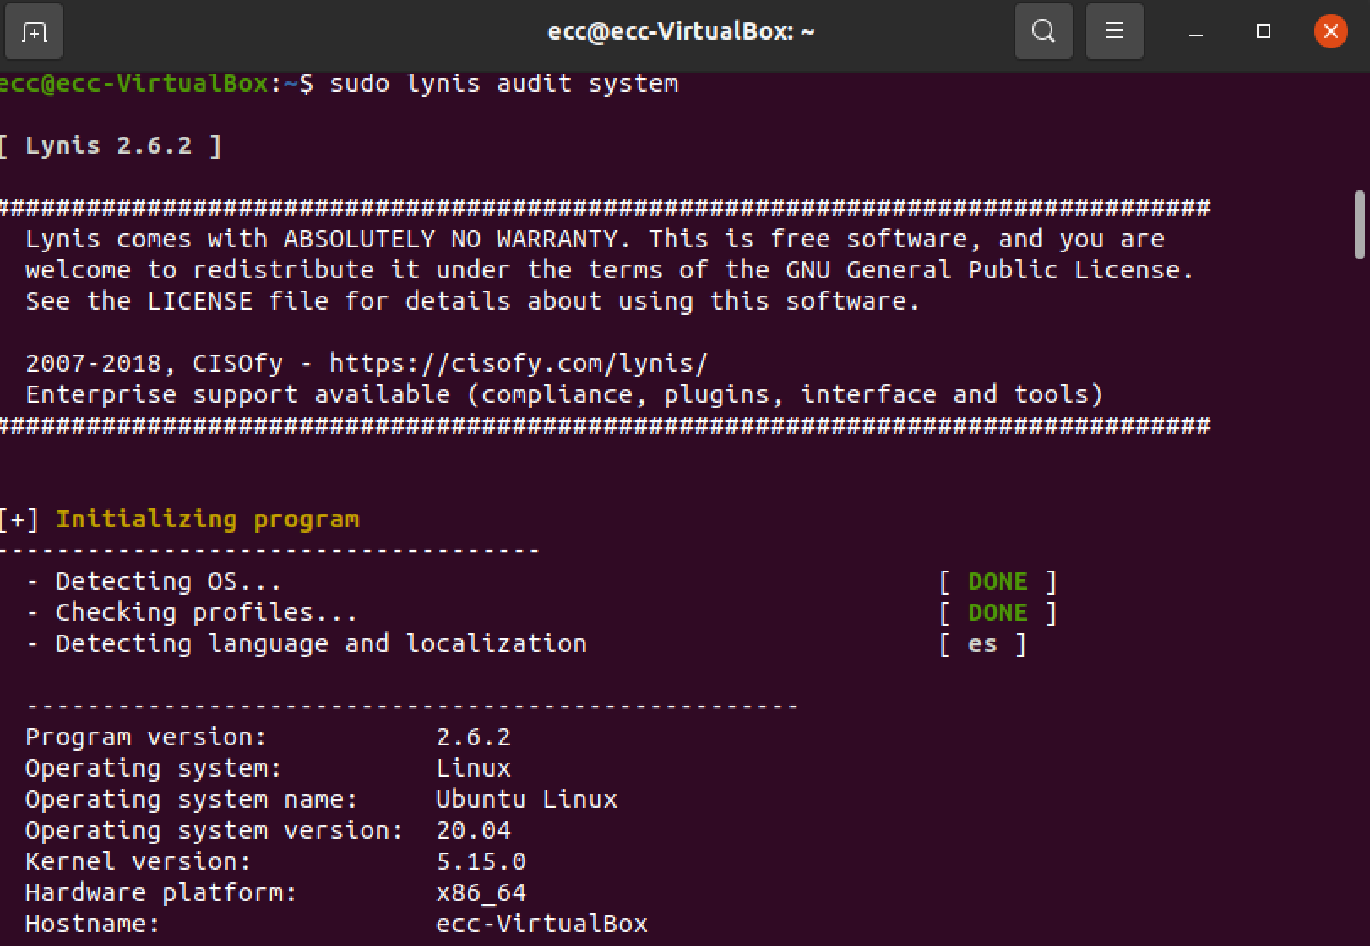 ecc@ecc-VirtualBox: ~
ecc@ecc-VirtualBox:~$ sudo lynis audit system
[ Lynis 2.6.2 ]
################################################################################
Lynis comes with ABSOLUTELY NO WARRANTY. This is free software, and you are
welcome to redistribute it under the terms of the GNU General Public License.
See the LICENSE file for details about using this software.
2007-2018, CISOfy - https://cisofy.com/lynis/
Enterprise support available (compliance, plugins, interface and tools)
################################################################################
[+] Initializing program
------------------------------------
- Detecting OS... [ DONE ]
- Checking profiles... [ DONE ]
- Detecting language and localization [ es ]
---------------------------------------------------
Program version: 2.6.2
Operating system: Linux
Operating system name: Ubuntu Linux
Operating system version: 20.04
Kernel version: 5.15.0
Hardware platform: x86_64
Hostname: ecc-VirtualBox